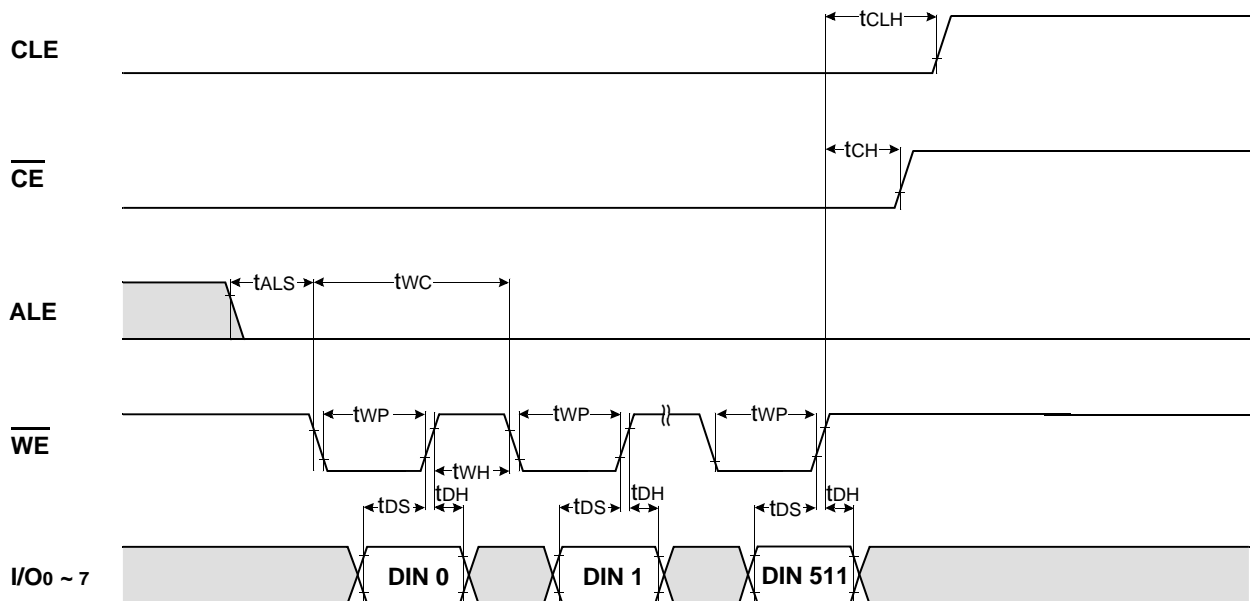 tCLH
CLE
tCH
CE
tALS
tWC
ALE
tWP
tWP
tWP
WE
tWH
tDS
tDH
tDS
tDH
tDS
tDH
I/O0 ~ 7
DIN 0
DIN 1
DIN 511